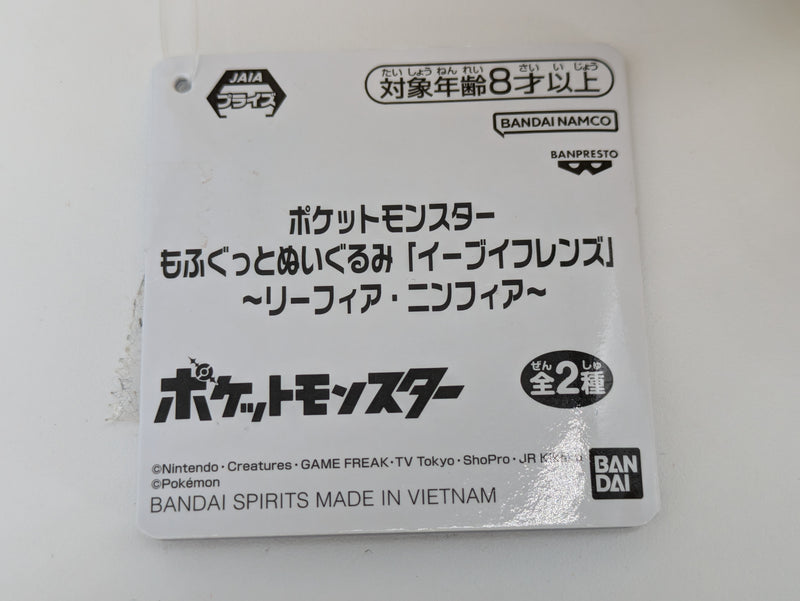 JAIA
プライズ
たいしょうねんれい さいいじょう
対象年齢8才以上
BANDAI NAMCO
BANPRESTO
ポケットモンスター
もふぐっとぬいぐるみ「イーブイフレンズ」
～リーフィア・ニンフィア～
ポケットモンスター
ぜん しゅ
全2種
©Nintendo・Creatures・GAME FREAK・TV Tokyo・ShoPro・JR Kikaku
©Pokémon
BANDAI SPIRITS MADE IN VIETNAM
BAN
DAI